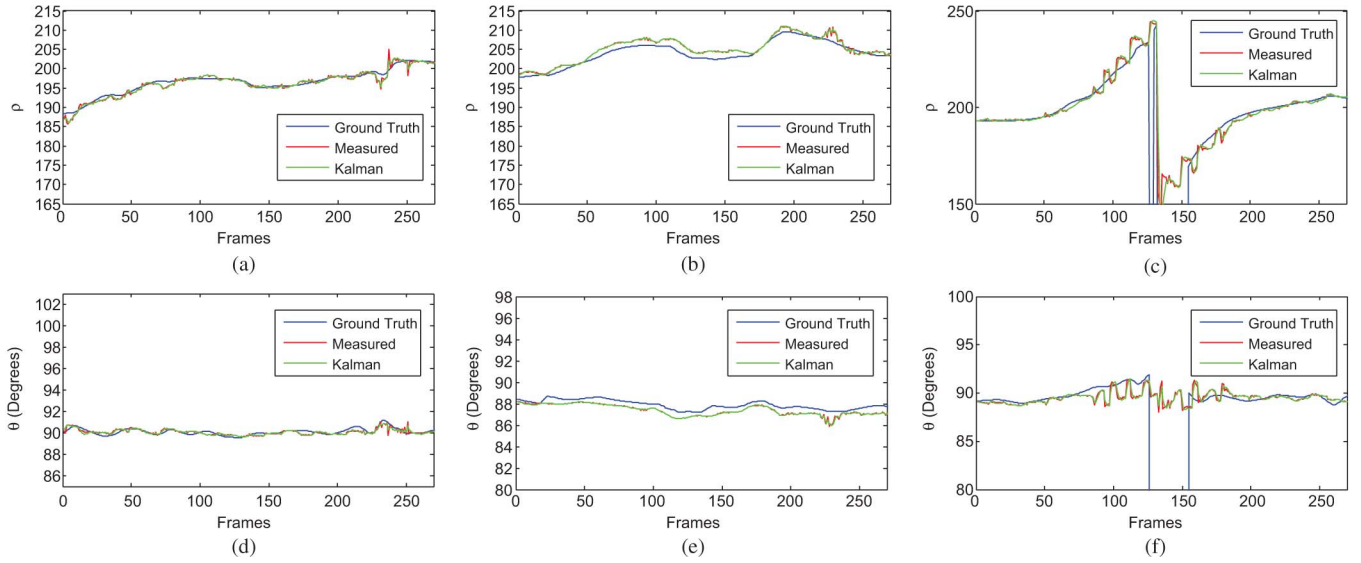 215
210
205
200
195
190
185
180
175
170
165
ρ
0 50 100 150 200 250
Frames
Ground Truth
Measured
Kalman
(a)
215
210
205
200
195
190
185
180
175
170
165
ρ
0 50 100 150 200 250
Frames
Ground Truth
Measured
Kalman
(b)
250
200
150
ρ
0 50 100 150 200 250
Frames
Ground Truth
Measured
Kalman
(c)
102
100
98
96
94
92
90
88
86
θ (Degrees)
0 50 100 150 200 250
Frames
Ground Truth
Measured
Kalman
(d)
98
96
94
92
90
88
86
84
82
80
θ (Degrees)
0 50 100 150 200 250
Frames
Ground Truth
Measured
Kalman
(e)
100
95
90
85
80
θ (Degrees)
0 50 100 150 200 250
Frames
Ground Truth
Measured
Kalman
(f)